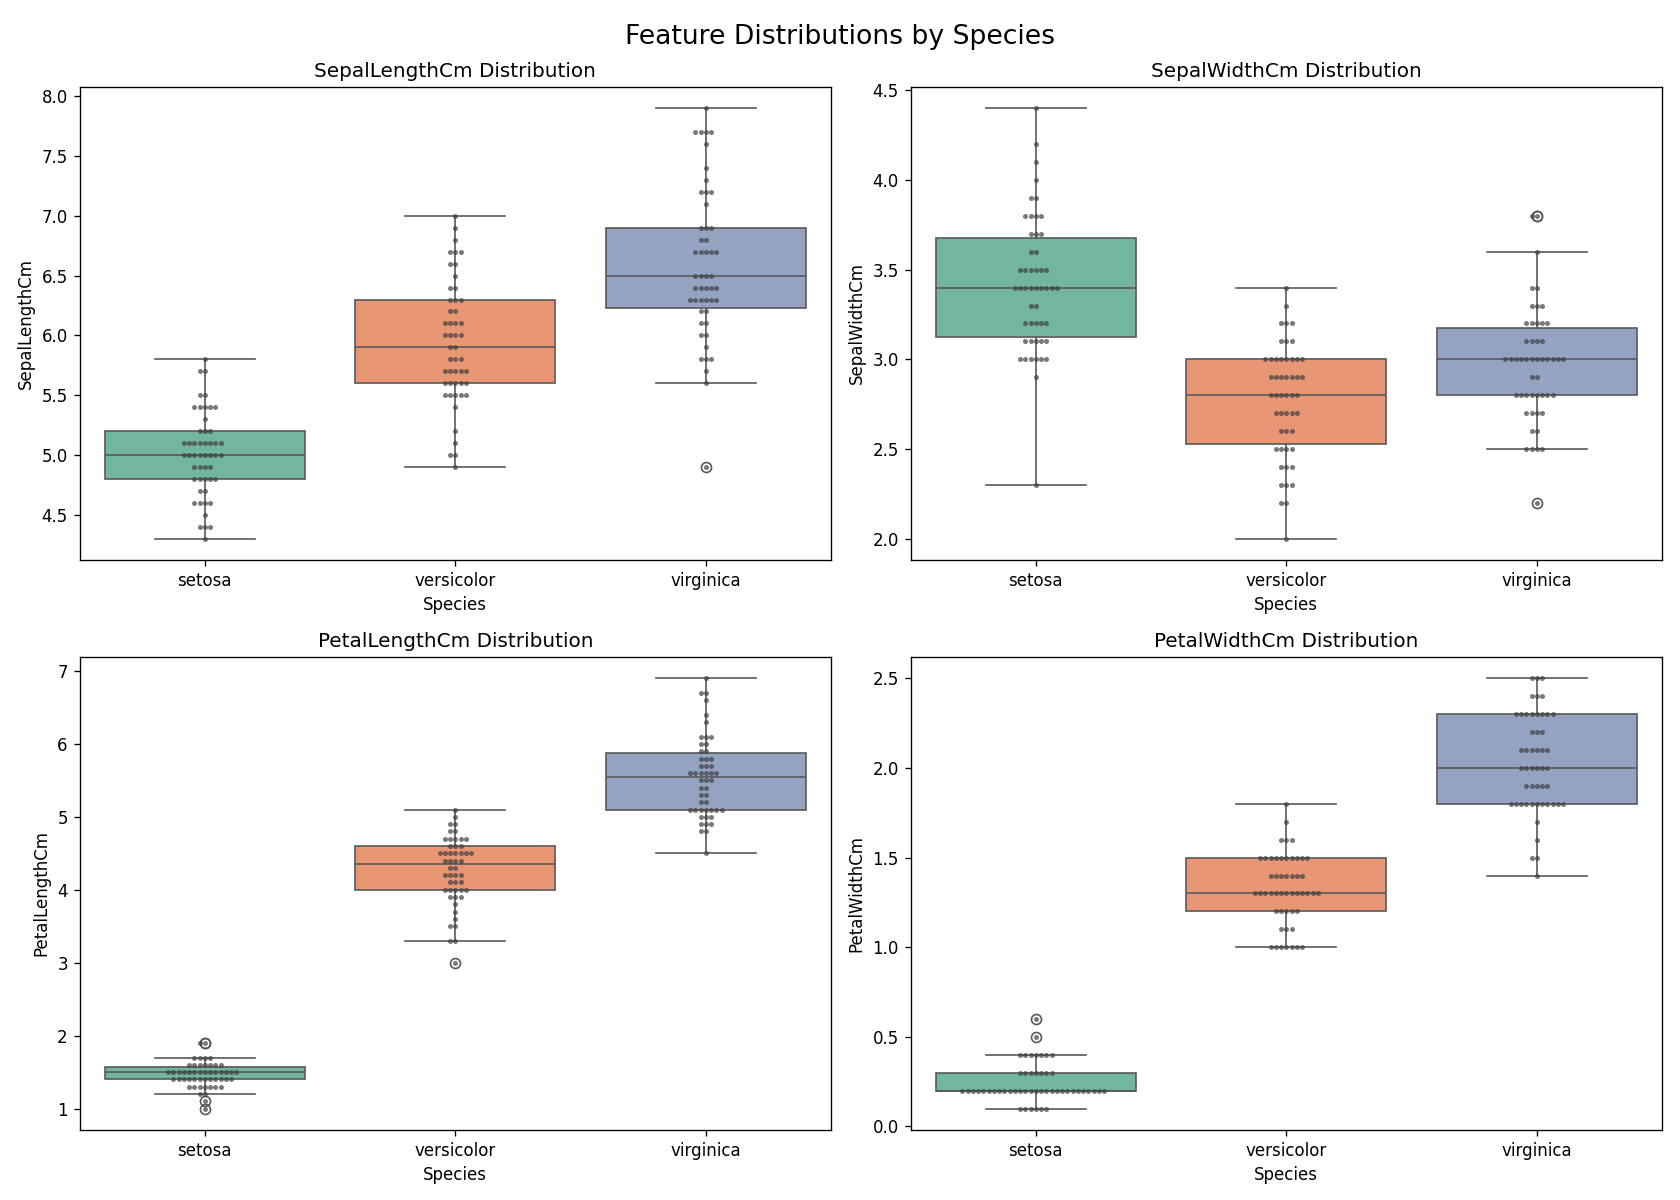 Feature Distributions by Species
SepalLengthCm Distribution
SepalLengthCm
8.0
7.5
7.0
6.5
6.0
5.5
5.0
4.5
setosa
versicolor
virginica
Species
SepalWidthCm Distribution
SepalWidthCm
4.5
4.0
3.5
3.0
2.5
2.0
setosa
versicolor
virginica
Species
PetalLengthCm Distribution
PetalLengthCm
7
6
5
4
3
2
1
setosa
versicolor
virginica
Species
PetalWidthCm Distribution
PetalWidthCm
2.5
2.0
1.5
1.0
0.5
0.0
setosa
versicolor
virginica
Species